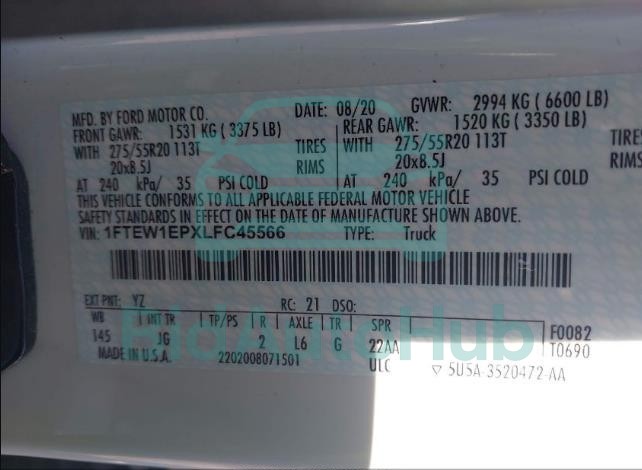 MFD. BY FORD MOTOR CO. DATE: 08/20 GVWR: 2994 KG ( 6600 LB)
FRONT GAWR: 1531 KG ( 3375 LB) REAR GAWR: 1520 KG ( 3350 LB)
WITH 275/55R20 113T TIRES WITH 275/55R20 113T TIRES
20x8.5J RIMS 20x8.5J RIMS
AT 240 kPa/ 35 PSI COLD AT 240 kPa/ 35 PSI COLD
THIS VEHICLE CONFORMS TO ALL APPLICABLE FEDERAL MOTOR VEHICLE
SAFETY STANDARDS IN EFFECT ON THE DATE OF MANUFACTURE SHOWN ABOVE.
VIN: 1FTEW1EPXLFC45566 TYPE: Truck
EXT PNT: YZ RC: 21 DSO:
WB INT TR TP/PS R AXLE TR SPR F0082
145 JG 2 L6 G 22AA T0690
MADE IN U.S.A. 2202008071501 ULC ▽ 5U5A-3520472-AA
BidAutoHub